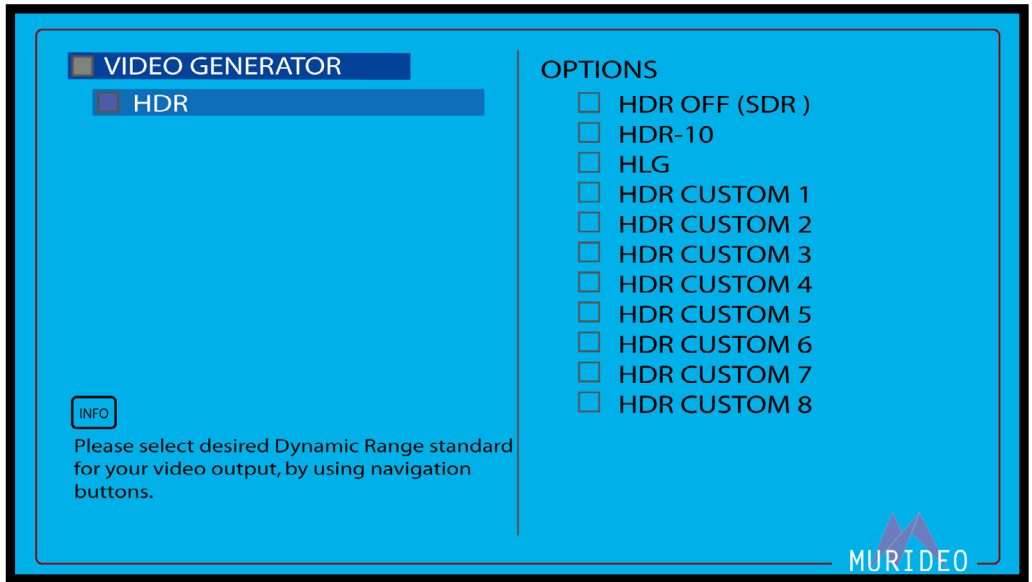 VIDEO GENERATOR
HDR
INFO
Please select desired Dynamic Range standard
for your video output, by using navigation
buttons.
OPTIONS
HDR OFF (SDR )
HDR-10
HLG
HDR CUSTOM 1
HDR CUSTOM 2
HDR CUSTOM 3
HDR CUSTOM 4
HDR CUSTOM 5
HDR CUSTOM 6
HDR CUSTOM 7
HDR CUSTOM 8
MURIDEO